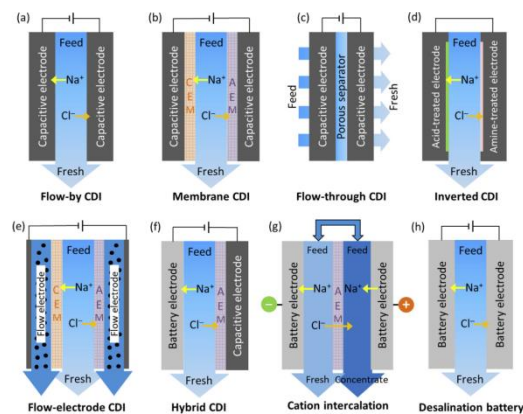 (a)
Feed
Capacitive electrode
Na⁺
Cl⁻
Capacitive electrode
Fresh
Flow-by CDI
(b)
Feed
Capacitive electrode
CEM
Na⁺
Cl⁻
AEM
Capacitive electrode
Fresh
Membrane CDI
(c)
Feed
Capacitive electrode
Porous separator
Capacitive electrode
Fresh
Flow-through CDI
(d)
Feed
Acid-treated electrode
Na⁺
Cl⁻
Amine-treated electrode
Fresh
Inverted CDI
(e)
Feed
Flow electrode
CEM
Na⁺
Cl⁻
AEM
Flow electrode
Fresh
Flow-electrode CDI
(f)
Feed
Battery electrode
Na⁺
Cl⁻
AEM
Capacitive electrode
Fresh
Hybrid CDI
(g)
Feed
Feed
−
Battery electrode
Na⁺
Cl⁻
AEM
Na⁺
Battery electrode
+
Fresh
Concentrate
Cation intercalation
(h)
Feed
Battery electrode
Na⁺
Cl⁻
Battery electrode
Fresh
Desalination battery